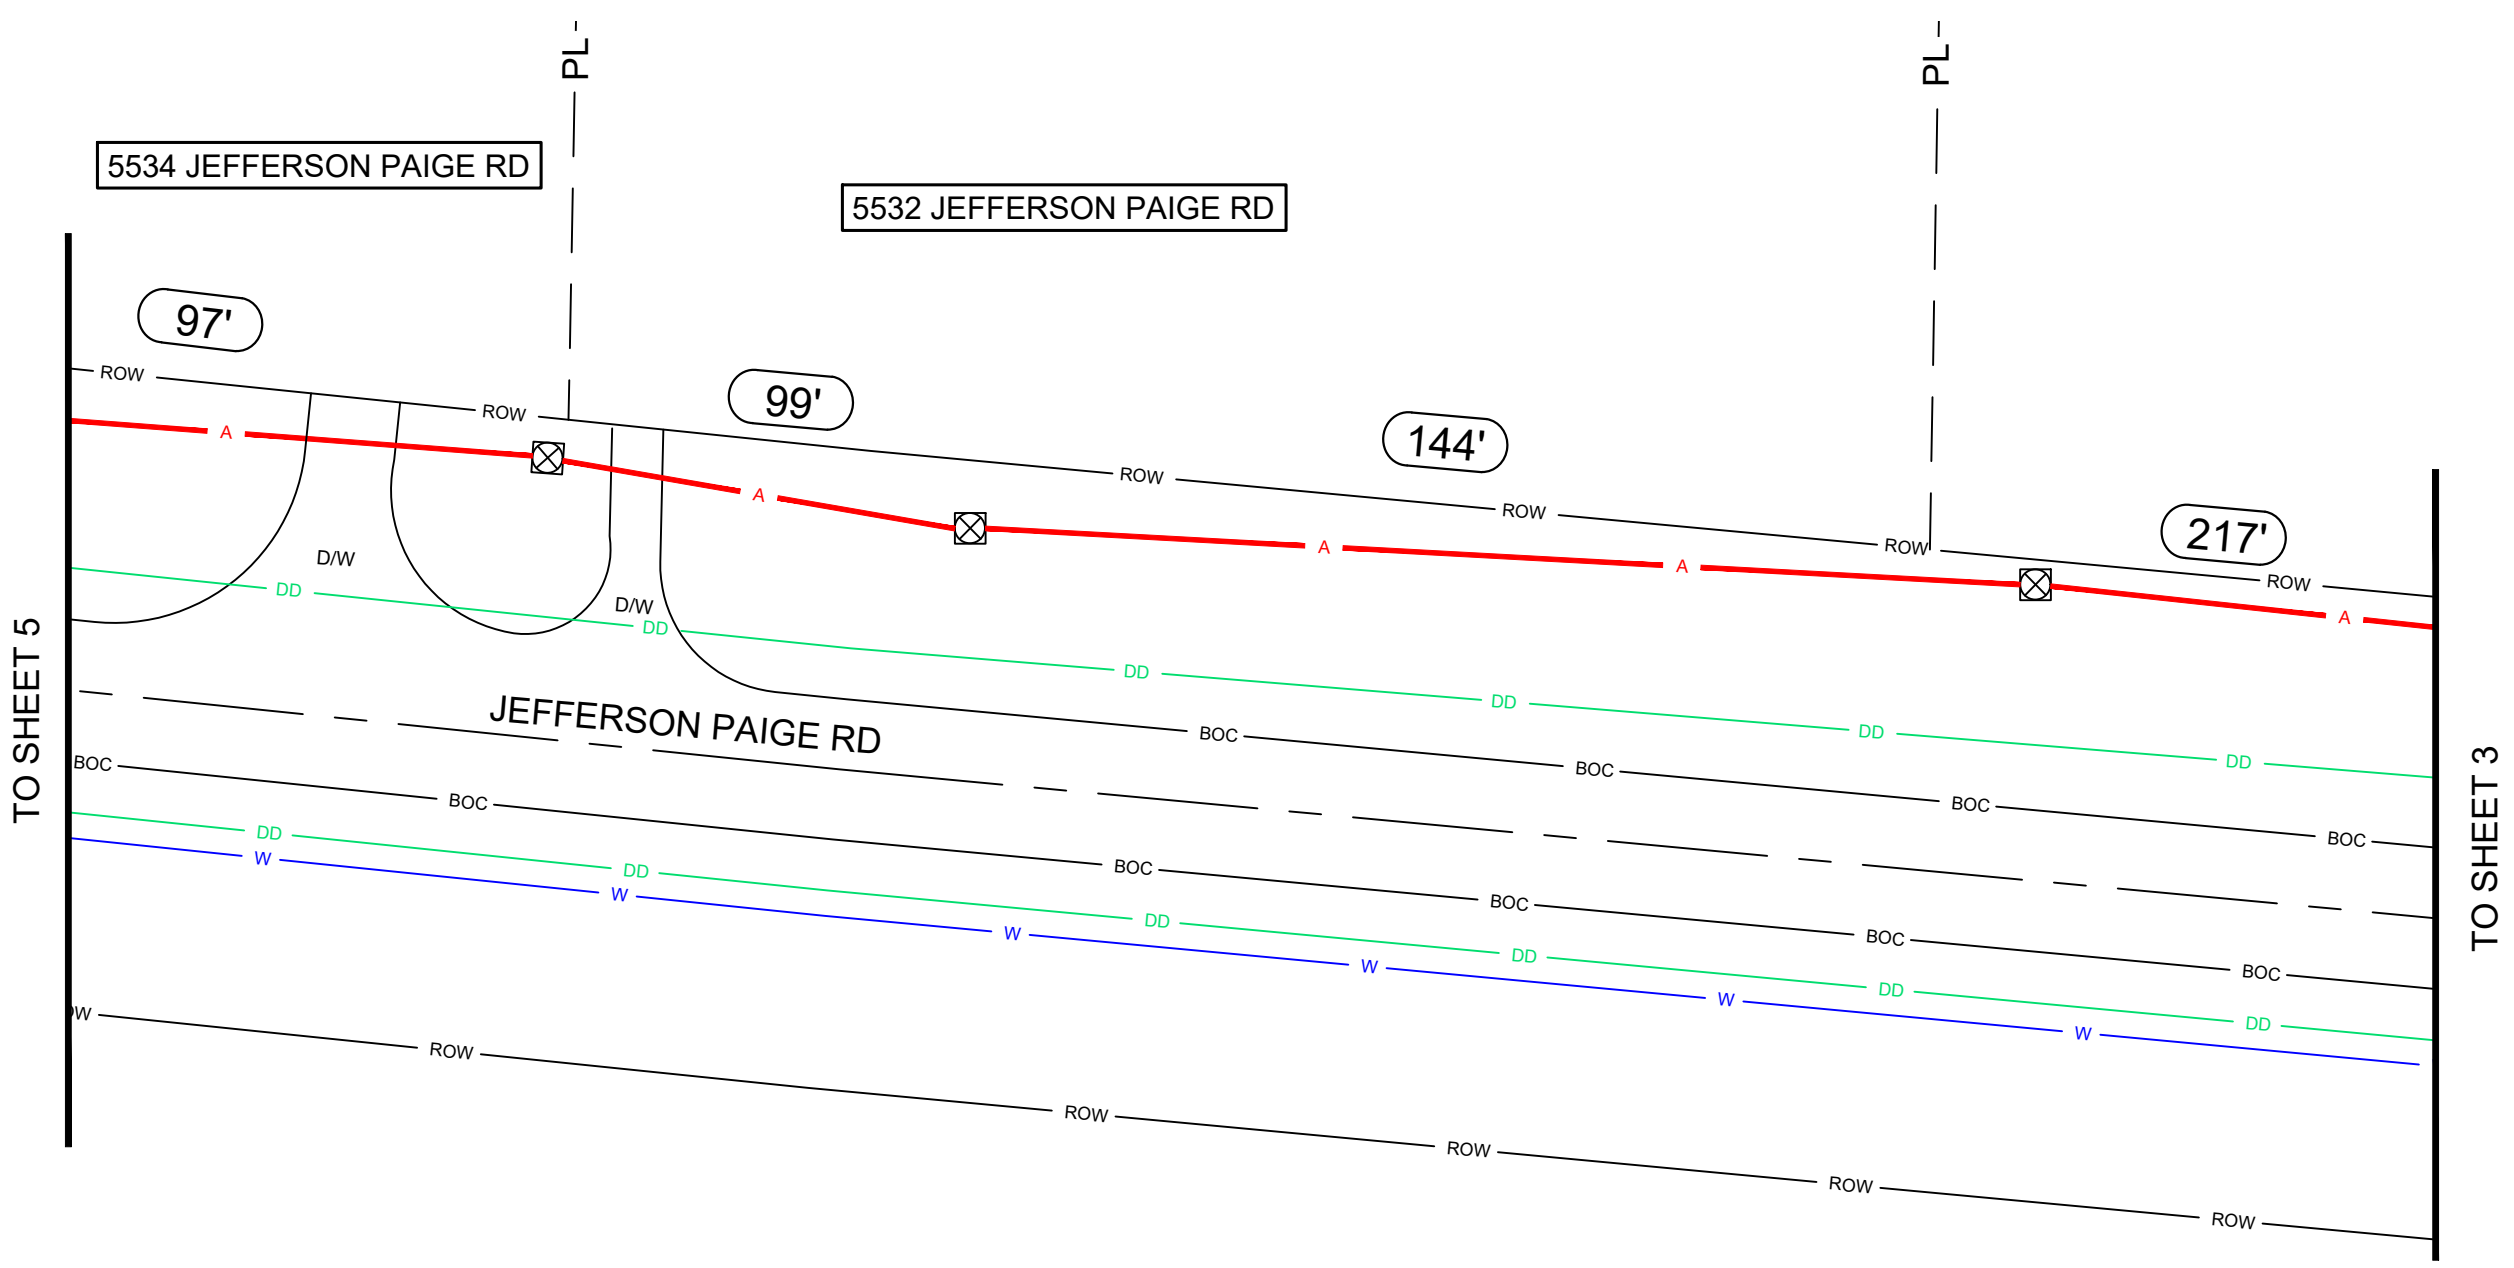 PL
PL
5534 JEFFERSON PAIGE RD
5532 JEFFERSON PAIGE RD
97'
99'
144'
217'
ROW
ROW
ROW
ROW
ROW
ROW
A
A
A
A
A
D/W
D/W
DD
DD
DD
DD
DD
DD
JEFFERSON PAIGE RD
BOC
BOC
BOC
BOC
BOC
BOC
BOC
BOC
BOC
BOC
DD
DD
DD
DD
DD
DD
W
W
W
W
W
W
OW
ROW
ROW
ROW
ROW
ROW
TO SHEET 5
TO SHEET 3